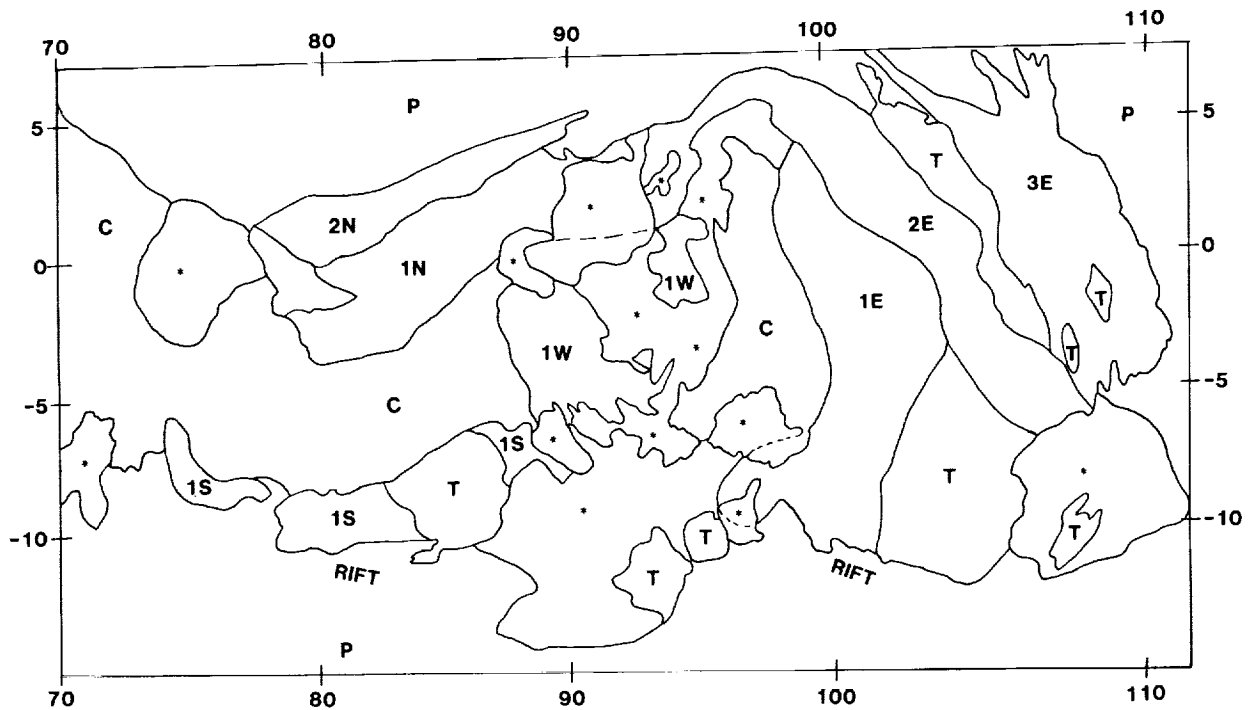 70 80 90 100 110
P
5 T 5 P
* 3E
* *
C 2N 2E 0
0 * 1N * 1W T
1E
*
1W * C T
-5 C -5
*
* 1S * * *
1S T T
1S * * T -10
-10 T
RIFT T RIFT
P
70 80 90 100 110